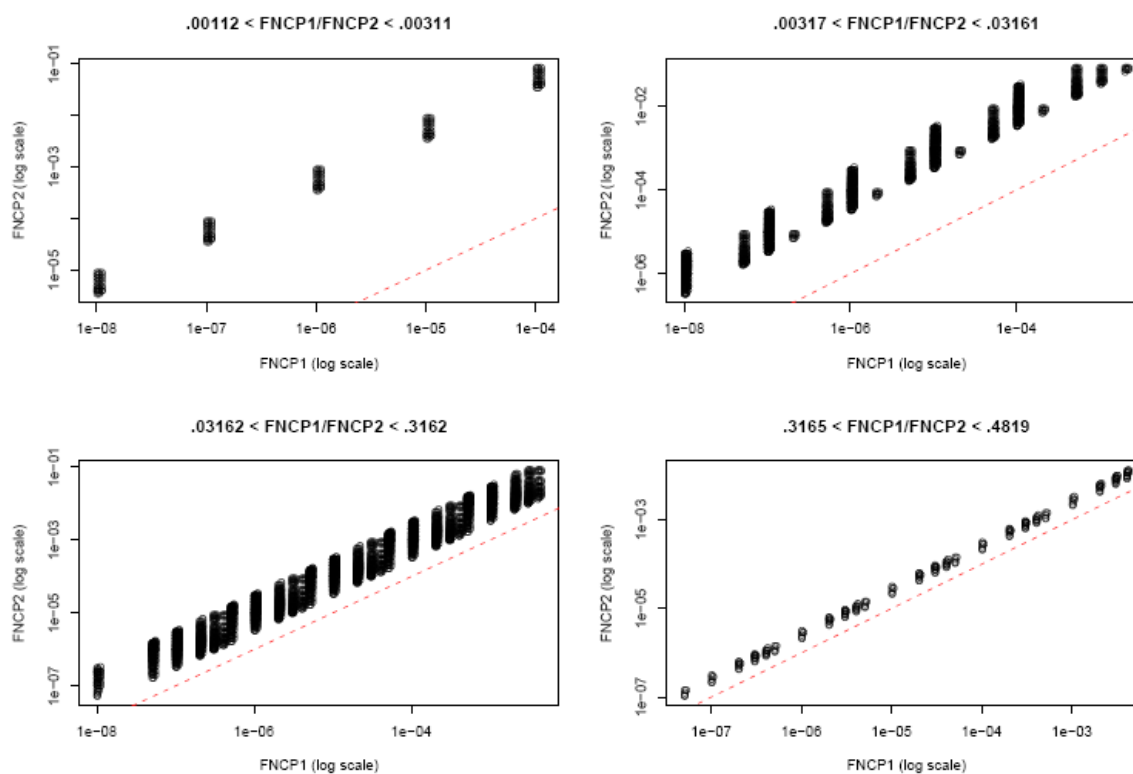 .00112 < FNCP1/FNCP2 < .00311
FNCP2 (log scale)
1e−01
1e−03
1e−05
1e−08 1e−07 1e−06 1e−05 1e−04
FNCP1 (log scale)
.00317 < FNCP1/FNCP2 < .03161
FNCP2 (log scale)
1e−02
1e−04
1e−06
1e−08 1e−06 1e−04
FNCP1 (log scale)
.03162 < FNCP1/FNCP2 < .3162
FNCP2 (log scale)
1e−01
1e−03
1e−05
1e−07
1e−08 1e−06 1e−04
FNCP1 (log scale)
.3165 < FNCP1/FNCP2 < .4819
FNCP2 (log scale)
1e−03
1e−05
1e−07
1e−07 1e−06 1e−05 1e−04 1e−03
FNCP1 (log scale)